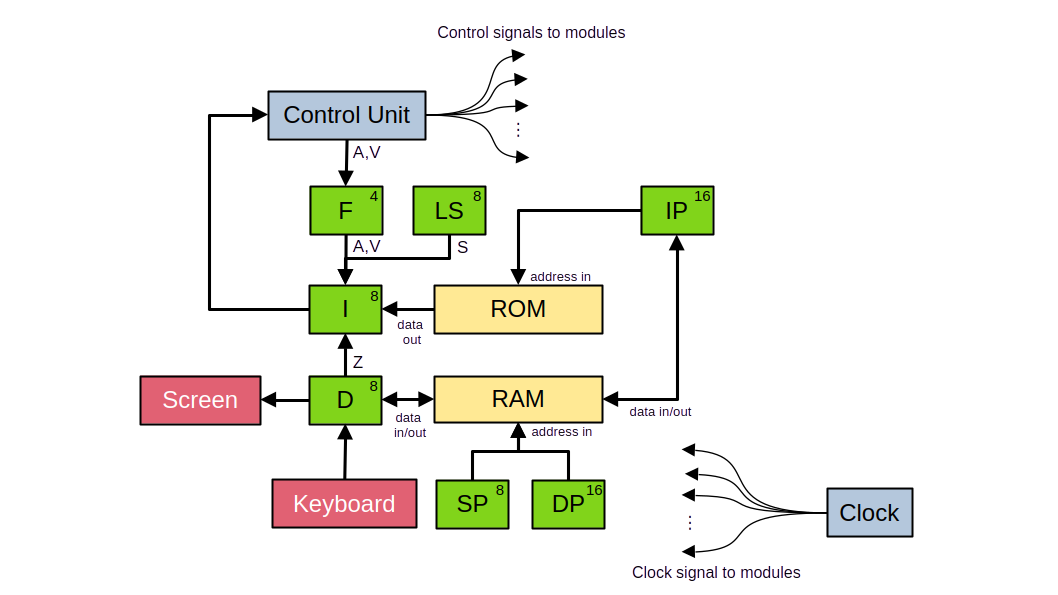 Control signals to modules
Control Unit
A,V
F
4
LS
8
IP
16
A,V
S
address in
I
8
ROM
data
out
Z
Screen
D
8
RAM
data
in/out
data in/out
address in
Keyboard
SP
8
DP
16
Clock
Clock signal to modules